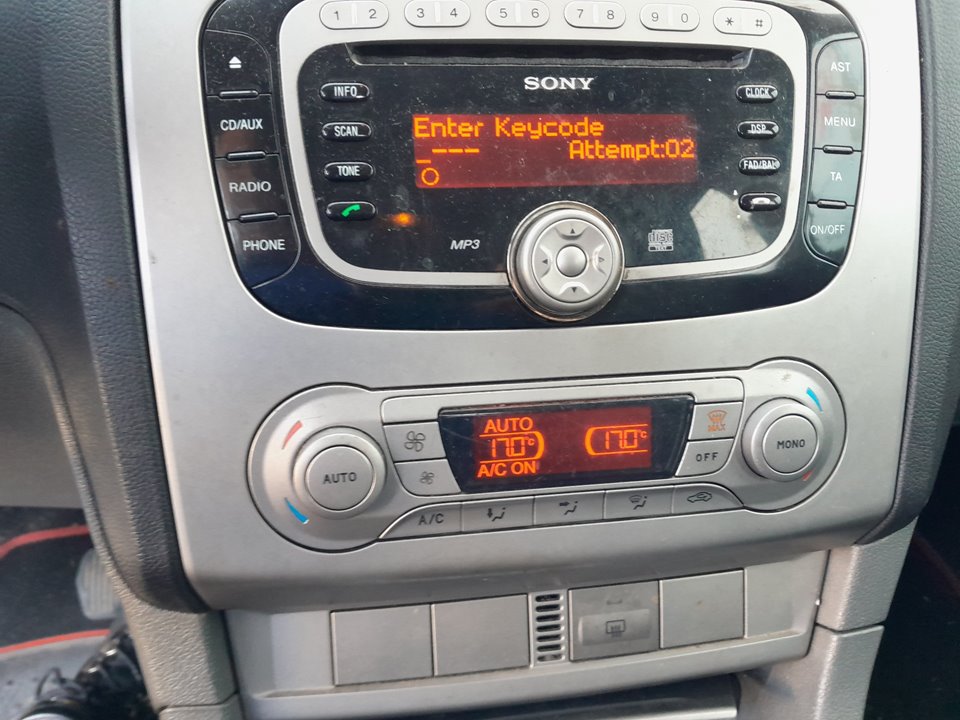 1 2 3 4 5 6 7 8 9 0 * #
SONY
INFO
SCAN
TONE
CD/AUX
RADIO
PHONE
Enter Keycode
_--- Attempt:02
MP3
disc
TEXT
CLOCK
DSP
FAD/BAL
AST
MENU
TA
ON/OFF
AUTO
AUTO
17.0°C
A/C ON
17.0°C
MAX
OFF
MONO
A/C